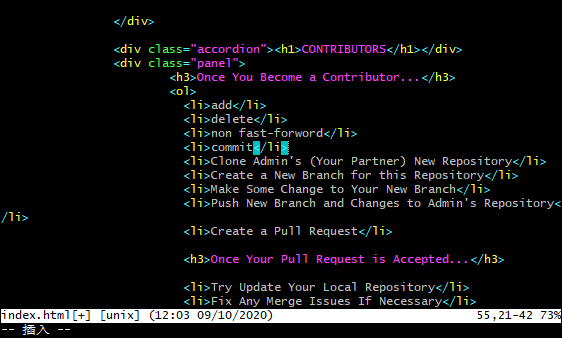 </div>
<div class="accordion"><h1>CONTRIBUTORS</h1></div>
<div class="panel">
<h3>Once You Become a Contributor...</h3>
<ol>
<li>add</li>
<li>delete</li>
<li>non fast-forword</li>
<li>commit</li>
<li>Clone Admin's (Your Partner) New Repository</li>
<li>Create a New Branch for this Repository</li>
<li>Make Some Change to Your New Branch</li>
<li>Push New Branch and Changes to Admin's Repository<
/li>
<li>Create a Pull Request</li>
<h3>Once Your Pull Request is Accepted...</h3>
<li>Try Update Your Local Repository</li>
<li>Fix Any Merge Issues If Necessary</li>
index.html[+] [unix] (12:03 09/10/2020) 55,21-42 73%
-- 插入 --